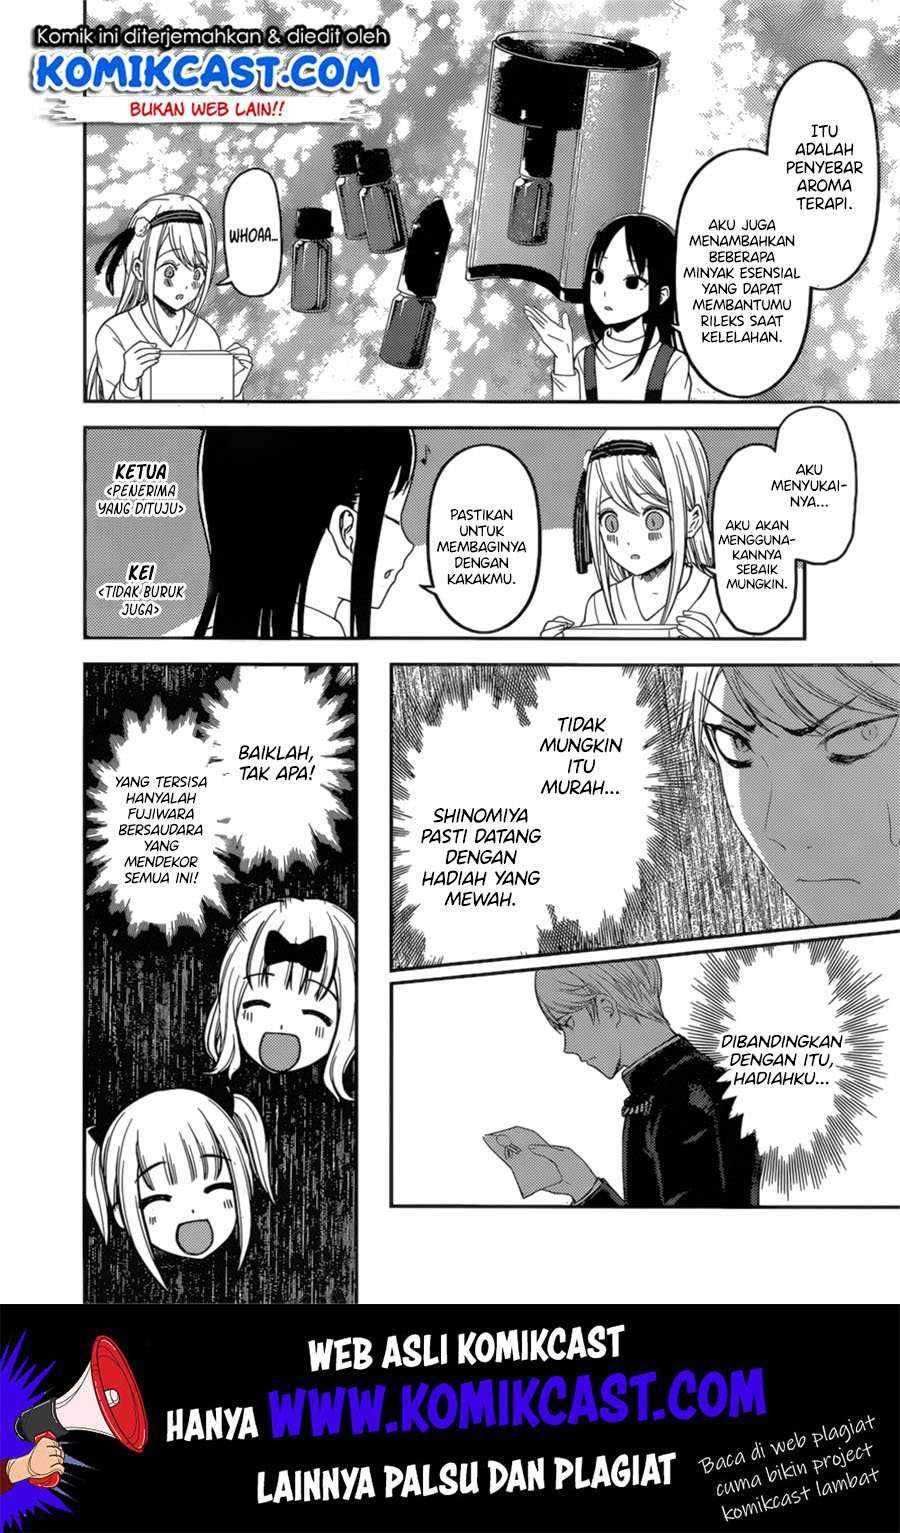 Komik ini diterjemahkan & diedit oleh
KOMIKCAST.COM
BUKAN WEB LAIN!!
ITU
ADALAH
PENYEBAR
AROMA
TERAPI.
AKU JUGA
MENAMBAHKAN
BEBERAPA
MINYAK ESENSIAL
YANG DAPAT
MEMBANTUMU
RILEKS SAAT
KELELAHAN.
WHOAA...
AKU
MENYUKAI-
NYA...
AKU AKAN
MENGGUNA-
KANNYA
SEBAIK
MUNGKIN.
PASTIKAN
UNTUK
MEMBAGINYA
DENGAN
KAKAKMU.
KETUA
<PENERIMA
YANG DITUJU>
KEI
<TIDAK BURUK
JUGA>
TIDAK
MUNGKIN
ITU
MURAH...
SHINOMIYA
PASTI DATANG
DENGAN
HADIAH YANG
MEWAH.
DIBANDINGKAN
DENGAN ITU,
HADIAHKU...
BAIKLAH,
TAK APA!
YANG TERSISA
HANYALAH
FUJIWARA
BERSAUDARA
YANG
MENDEKOR
SEMUA INI!
WEB ASLI KOMIKCAST
HANYA WWW.KOMIKCAST.COM
LAINNYA PALSU DAN PLAGIAT
Baca di web plagiat
cuma bikin project
komikcast lambat